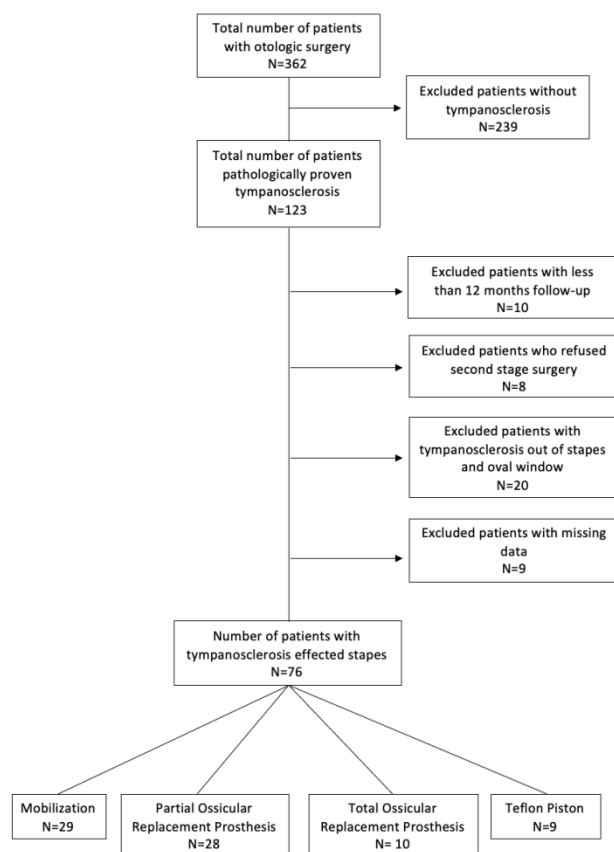 Total number of patients
with otologic surgery
N=362
Excluded patients without
tympanosclerosis
N=239
Total number of patients
pathologically proven
tympanosclerosis
N=123
Excluded patients with less
than 12 months follow-up
N=10
Excluded patients who refused
second stage surgery
N=8
Excluded patients with
tympanosclerosis out of stapes
and oval window
N=20
Excluded patients with missing
data
N=9
Number of patients with
tympanosclerosis effected stapes
N=76
Mobilization
N=29
Partial Ossicular
Replacement Prosthesis
N=28
Total Ossicular
Replacement Prosthesis
N= 10
Teflon Piston
N=9